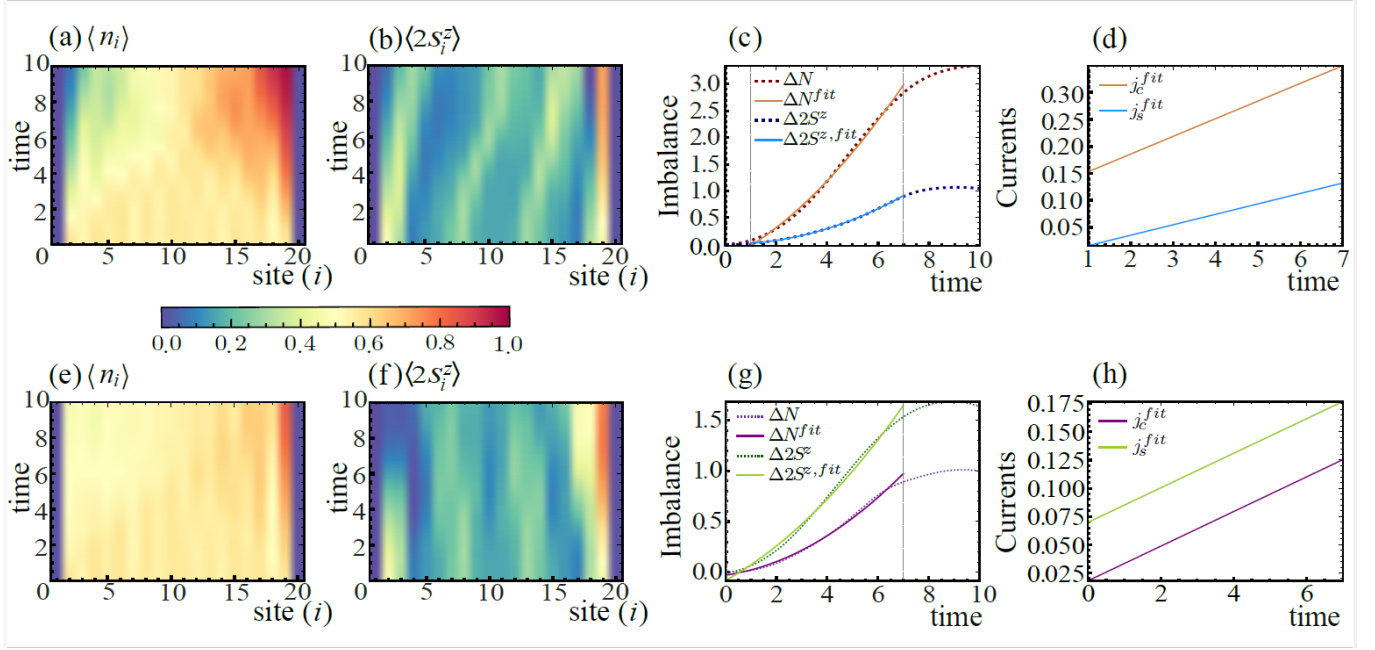 (a) ⟨n_i⟩
10
8
6
4
2
0
time
0 5 10 15 20
site (i)
(b) ⟨2s_i^z⟩
10
8
6
4
2
0
time
0 5 10 15 20
site (i)
(c)
3.0
2.5
2.0
1.5
1.0
0.5
0.0
Imbalance
ΔN
ΔN^{fit}
Δ2S^z
Δ2S^{z,fit}
0 2 4 6 8 10
time
(d)
0.30
0.25
0.20
0.15
0.10
0.05
Currents
j_c^{fit}
j_s^{fit}
1 2 3 4 5 6 7
time
0.0 0.2 0.4 0.6 0.8 1.0
(e) ⟨n_i⟩
10
8
6
4
2
0
time
0 5 10 15 20
site (i)
(f) ⟨2s_i^z⟩
10
8
6
4
2
0
time
0 5 10 15 20
site (i)
(g)
1.5
1.0
0.5
0.0
Imbalance
ΔN
ΔN^{fit}
Δ2S^z
Δ2S^{z,fit}
0 2 4 6 8 10
time
(h)
0.175
0.150
0.125
0.100
0.075
0.050
0.025
Currents
j_c^{fit}
j_s^{fit}
0 2 4 6
time